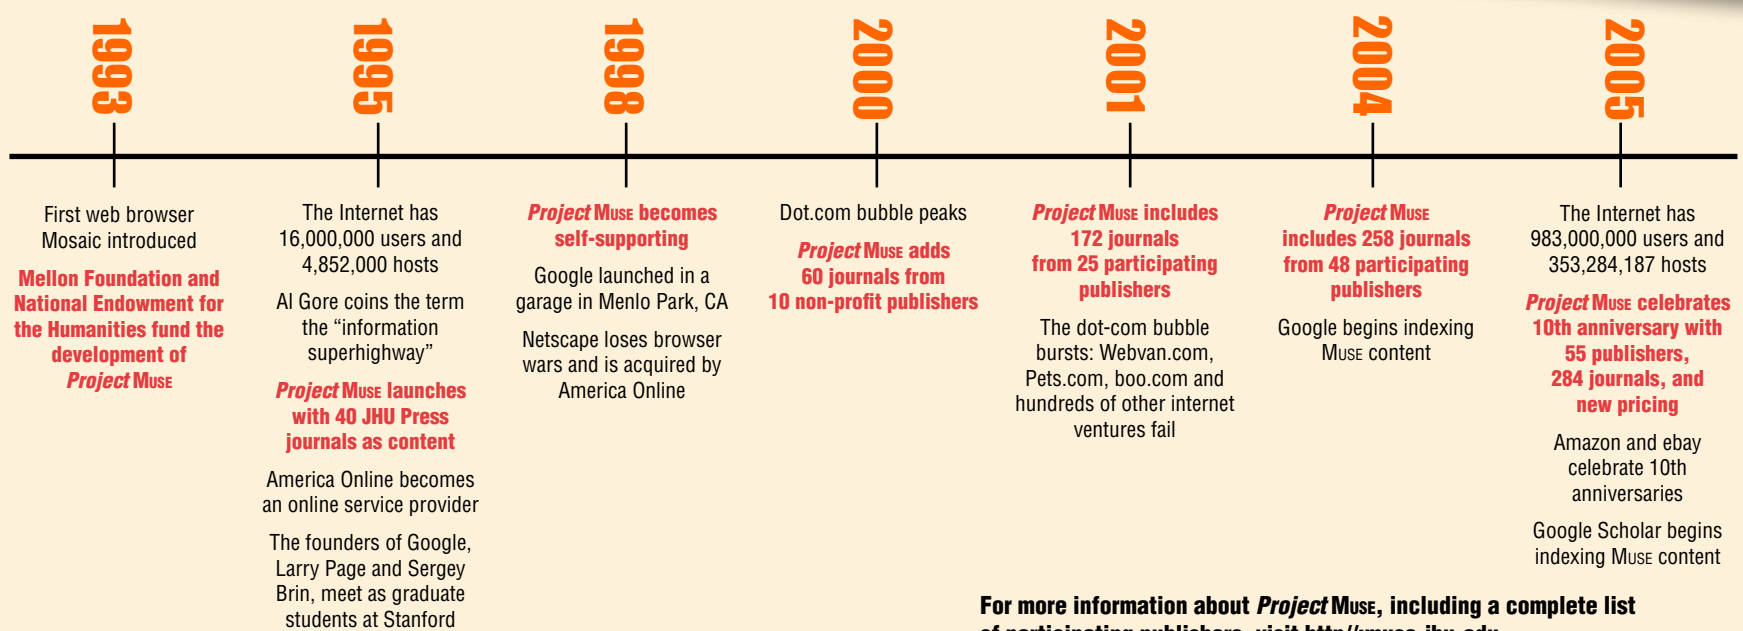 1993
First web browser
Mosaic introduced
Mellon Foundation and
National Endowment for
the Humanities fund the
development of
Project MUSE
1995
The Internet has
16,000,000 users and
4,852,000 hosts
Al Gore coins the term
the “information
superhighway”
Project MUSE launches
with 40 JHU Press
journals as content
America Online becomes
an online service provider
The founders of Google,
Larry Page and Sergey
Brin, meet as graduate
students at Stanford
1998
Project MUSE becomes
self-supporting
Google launched in a
garage in Menlo Park, CA
Netscape loses browser
wars and is acquired by
America Online
2000
Dot.com bubble peaks
Project MUSE adds
60 journals from
10 non-profit publishers
2001
Project MUSE includes
172 journals
from 25 participating
publishers
The dot-com bubble
bursts: Webvan.com,
Pets.com, boo.com and
hundreds of other internet
ventures fail
2004
Project MUSE
includes 258 journals
from 48 participating
publishers
Google begins indexing
MUSE content
2005
The Internet has
983,000,000 users and
353,284,187 hosts
Project MUSE celebrates
10th anniversary with
55 publishers,
284 journals, and
new pricing
Amazon and ebay
celebrate 10th
anniversaries
Google Scholar begins
indexing MUSE content
For more information about Project MUSE, including a complete list
of participating publishers, visit